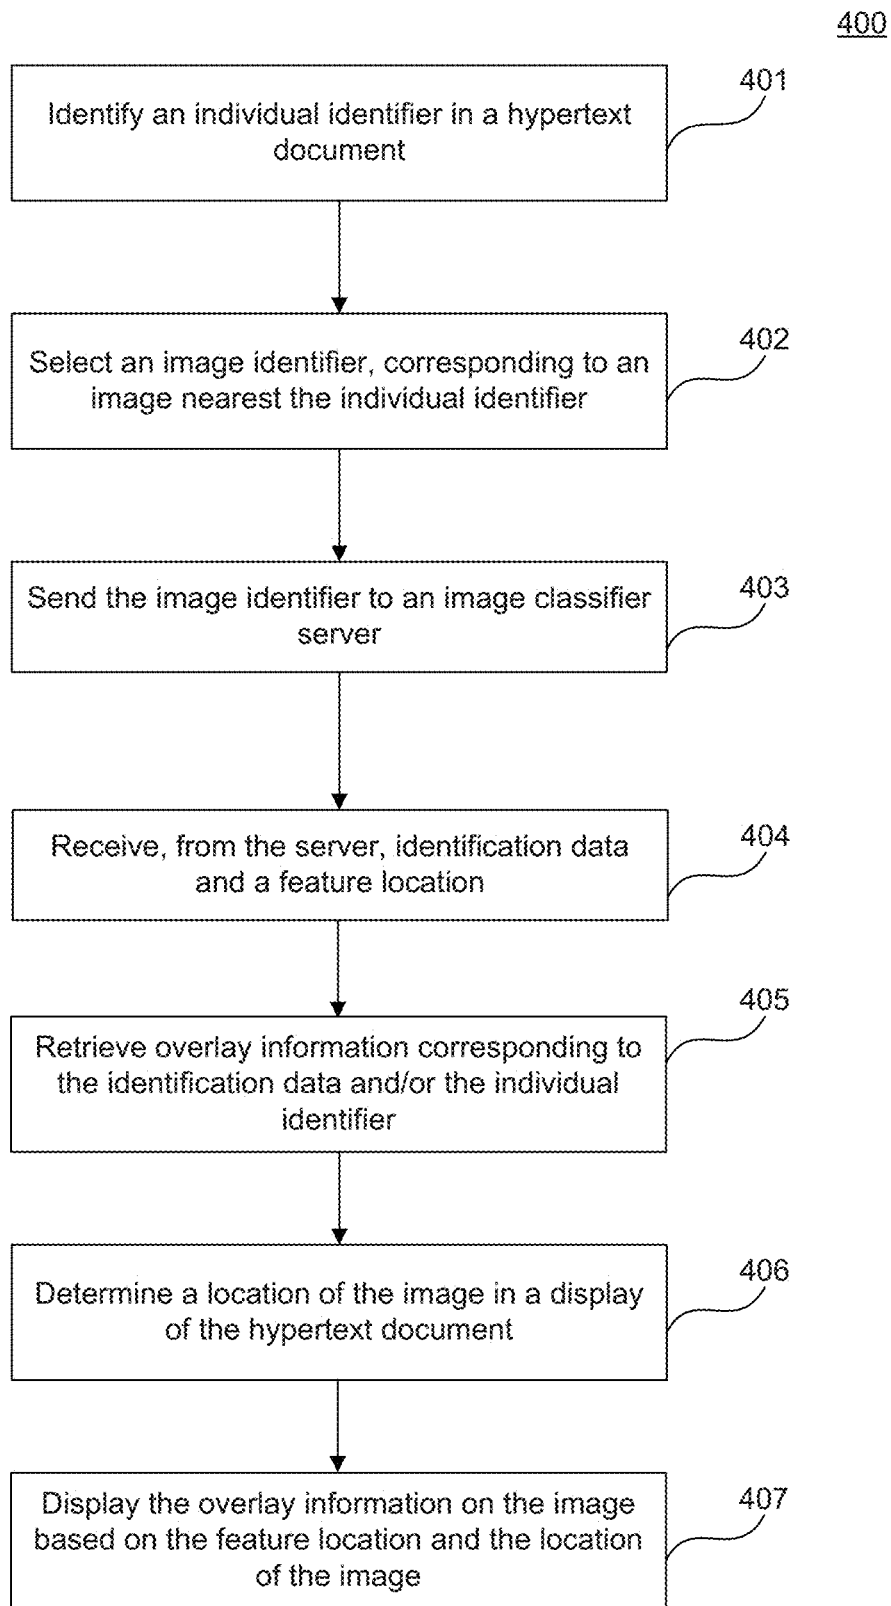 400
401
Identify an individual identifier in a hypertext
document
402
Select an image identifier, corresponding to an
image nearest the individual identifier
403
Send the image identifier to an image classifier
server
404
Receive, from the server, identification data
and a feature location
405
Retrieve overlay information corresponding to
the identification data and/or the individual
identifier
406
Determine a location of the image in a display
of the hypertext document
407
Display the overlay information on the image
based on the feature location and the location
of the image